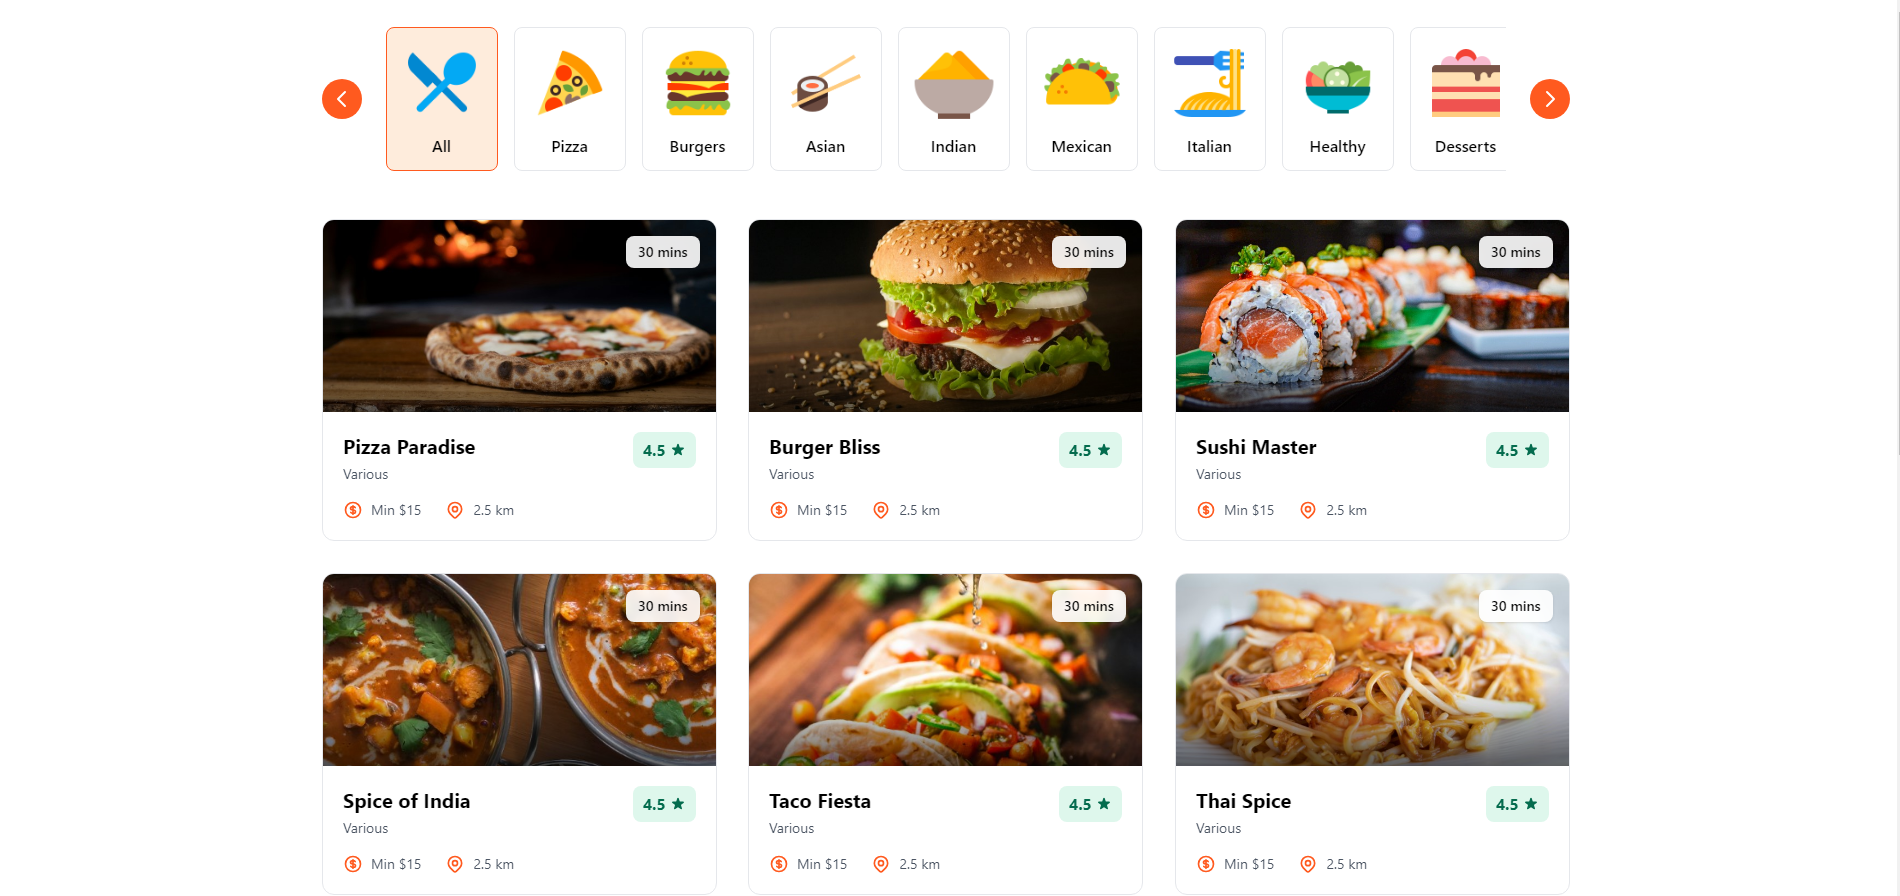 All
Pizza
Burgers
Asian
Indian
Mexican
Italian
Healthy
Desserts
30 mins
30 mins
30 mins
Pizza Paradise
4.5
Various
Min $15
2.5 km
Burger Bliss
4.5
Various
Min $15
2.5 km
Sushi Master
4.5
Various
Min $15
2.5 km
30 mins
30 mins
30 mins
Spice of India
4.5
Various
Min $15
2.5 km
Taco Fiesta
4.5
Various
Min $15
2.5 km
Thai Spice
4.5
Various
Min $15
2.5 km